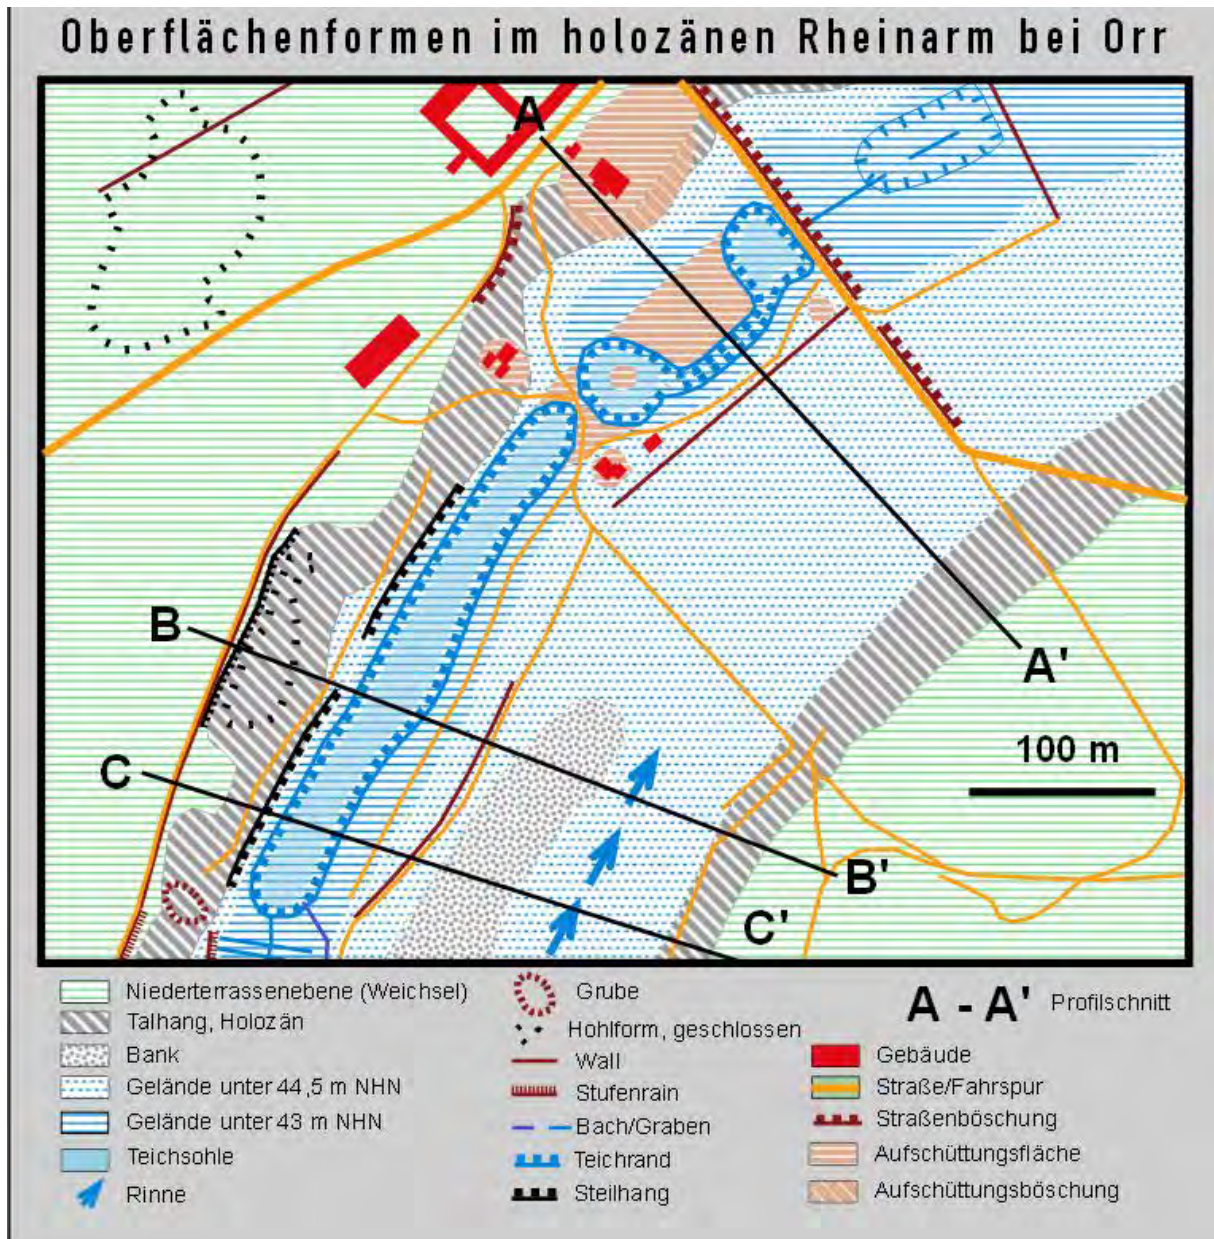 Oberflächenformen im holozänen Rheinarm bei Orr
A
B
A'
C
100 m
B'
C'
Niederterrassenebene (Weichsel)
Talhang, Holozän
Bank
Gelände unter 44,5 m NHN
Gelände unter 43 m NHN
Teichsohle
Rinne
Grube
Hohlform, geschlossen
Wall
Stufenrain
Bach/Graben
Teichrand
Steilhang
A - A' Profilschnitt
Gebäude
Straße/Fahrspur
Straßenböschung
Aufschüttungsfläche
Aufschüttungsböschung